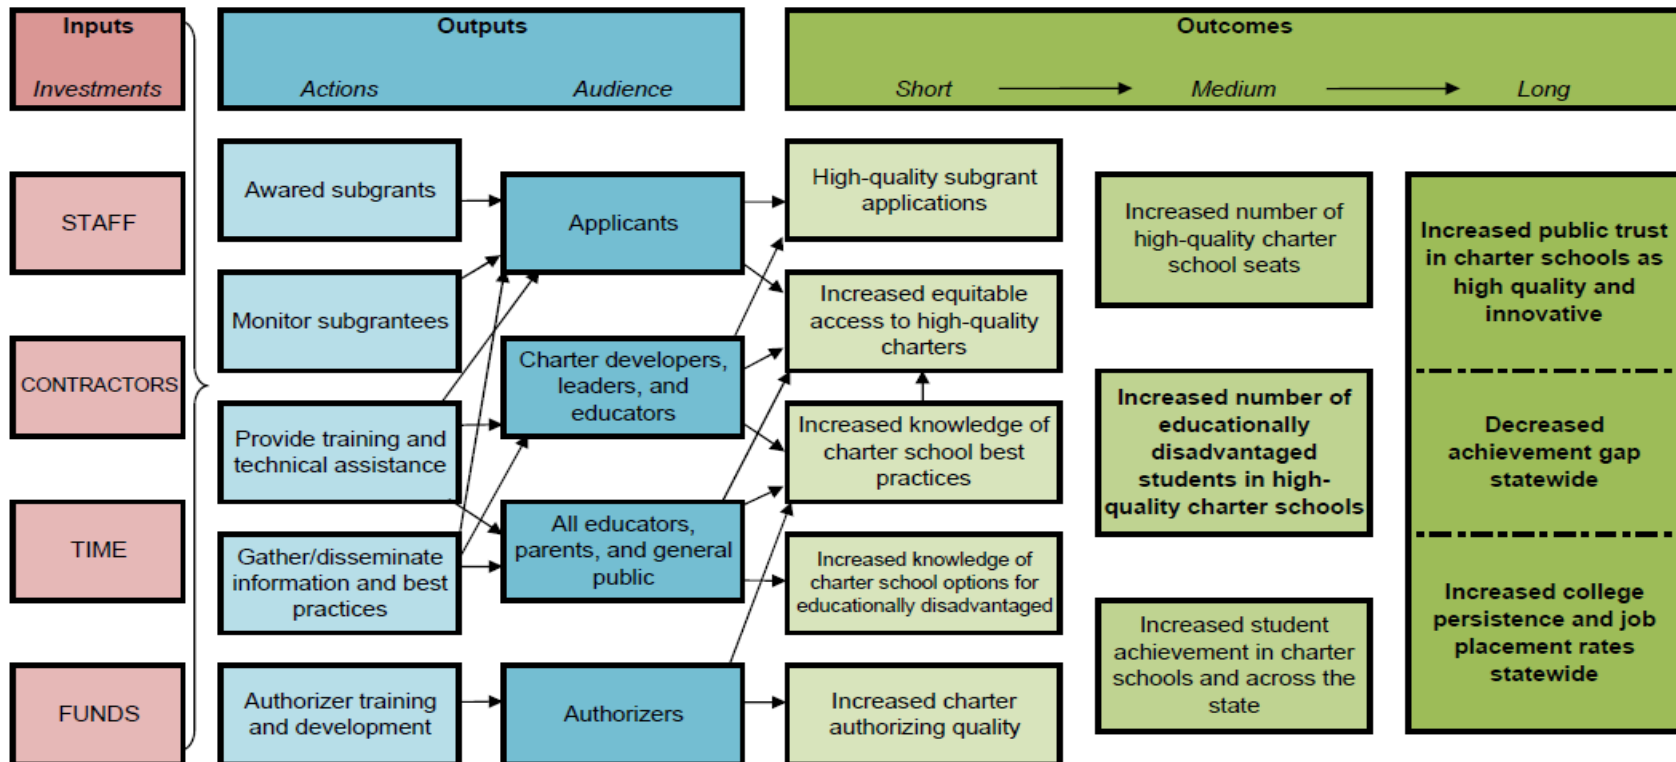 Inputs
Investments
Outputs
Actions
Audience
Outcomes
Short
Medium
Long
STAFF
CONTRACTORS
TIME
FUNDS
Awared subgrants
Monitor subgrantees
Provide training and
technical assistance
Gather/disseminate
information and best
practices
Authorizer training
and development
Applicants
Charter developers,
leaders, and
educators
All educators,
parents, and general
public
Authorizers
High-quality subgrant
applications
Increased equitable
access to high-quality
charters
Increased knowledge of
charter school best
practices
Increased knowledge of
charter school options for
educationally disadvantaged
Increased charter
authorizing quality
Increased number of
high-quality charter
school seats
Increased number of
educationally
disadvantaged
students in high-
quality charter schools
Increased student
achievement in charter
schools and across the
state
Increased public trust
in charter schools as
high quality and
innovative
Decreased
achievement gap
statewide
Increased college
persistence and job
placement rates
statewide